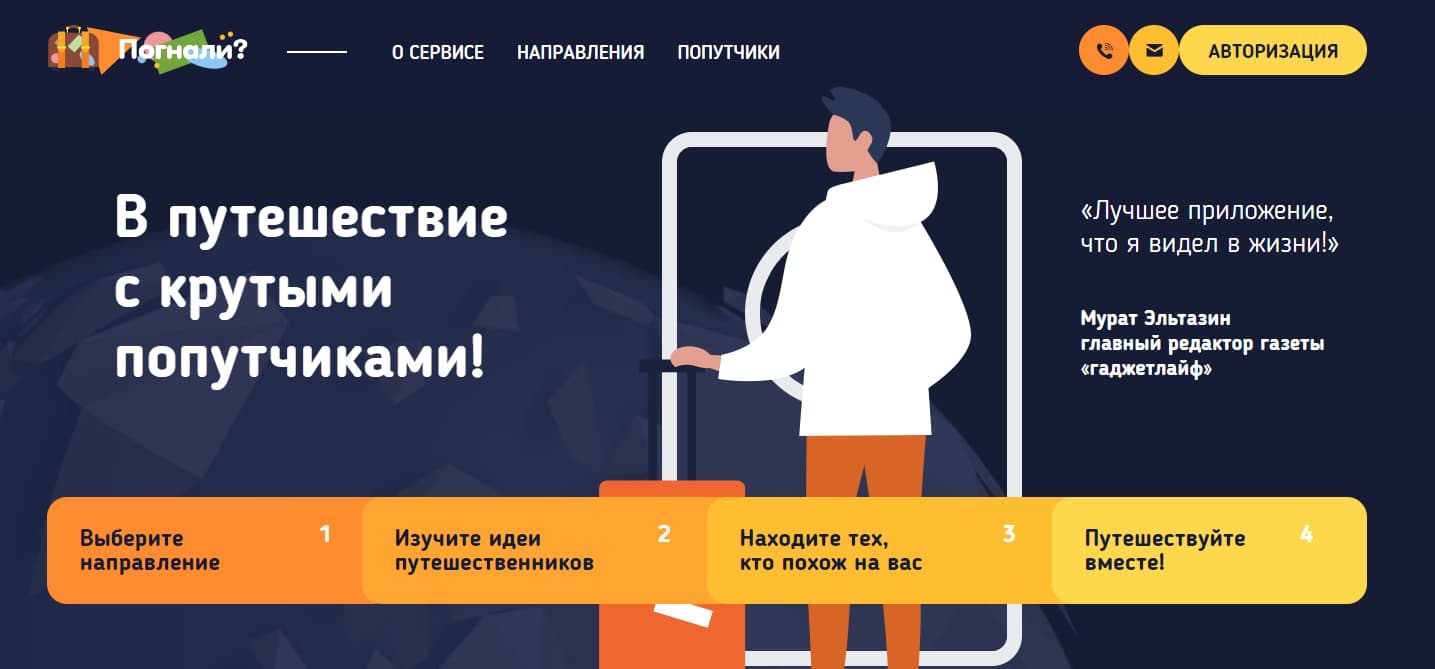 Погнали?
О СЕРВИСЕ
НАПРАВЛЕНИЯ
ПОПУТЧИКИ
АВТОРИЗАЦИЯ
В путешествие
с крутыми
попутчиками!
«Лучшее приложение,
что я видел в жизни!»
Мурат Эльтазин
главный редактор газеты
«гаджетлайф»
Выберите
направление
1
Изучите идеи
путешественников
2
Находите тех,
кто похож на вас
3
Путешествуйте
вместе!
4